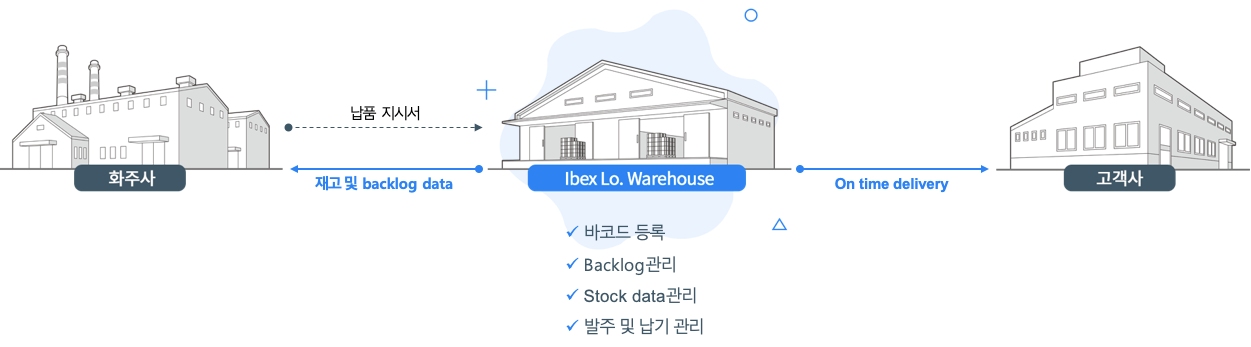 납품 지시서
화주사
재고 및 backlog data
Ibex Lo. Warehouse
On time delivery
고객사
바코드 등록
Backlog관리
Stock data관리
발주 및 납기 관리